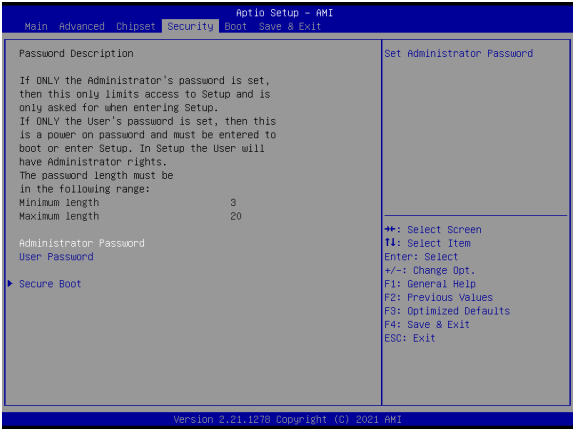 Aptio Setup – AMI
Main Advanced Chipset Security Boot Save & Exit
Password Description
If ONLY the Administrator's password is set,
then this only limits access to Setup and is
only asked for when entering Setup.
If ONLY the User's password is set, then this
is a power on password and must be entered to
boot or enter Setup. In Setup the User will
have Administrator rights.
The password length must be
in the following range:
Minimum length 3
Maximum length 20
Administrator Password
User Password
Secure Boot
Set Administrator Password
→←: Select Screen
↑↓: Select Item
Enter: Select
+/-: Change Opt.
F1: General Help
F2: Previous Values
F3: Optimized Defaults
F4: Save & Exit
ESC: Exit
Version 2.21.1278 Copyright (C) 2021 AMI